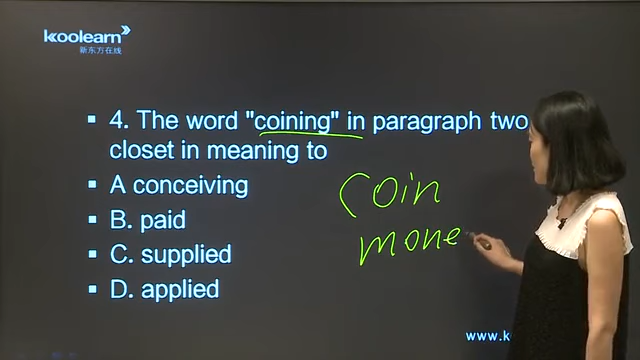 koolearn
新东方在线
4. The word "coining" in paragraph two
closet in meaning to
A conceiving
B. paid
C. supplied
D. applied
coin
mone
www.k